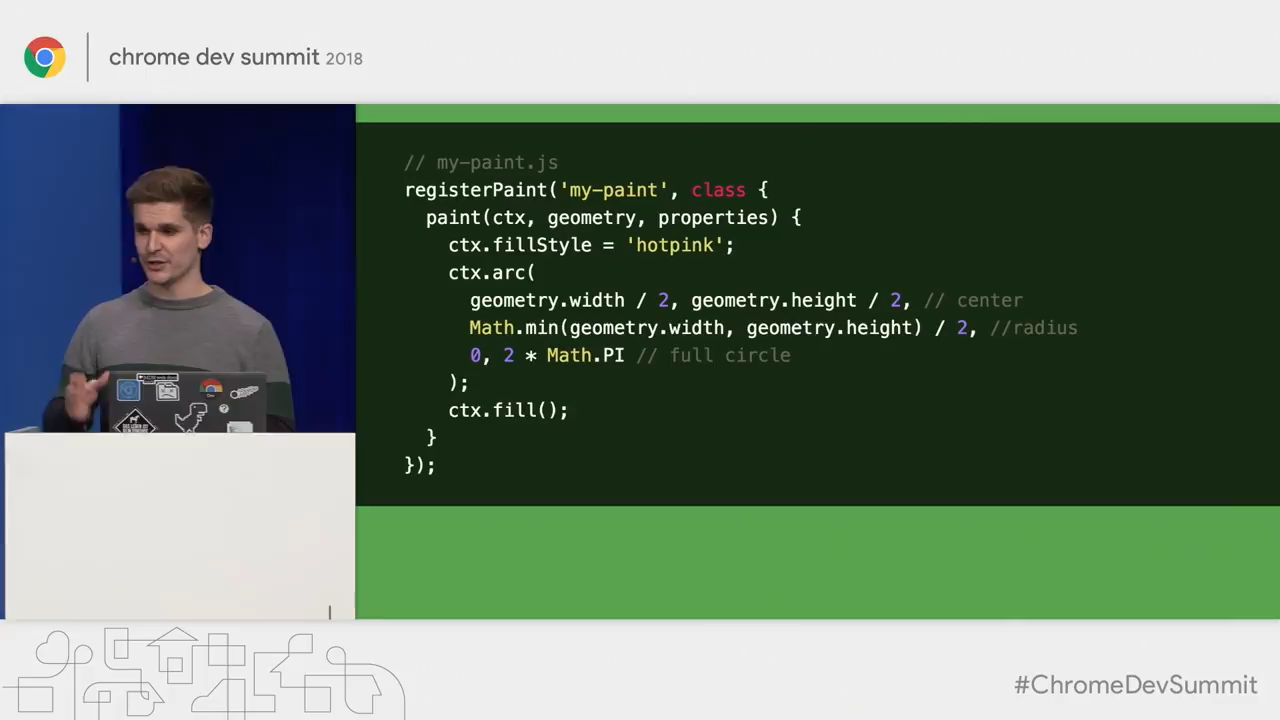 chrome dev summit 2018
// my-paint.js
registerPaint('my-paint', class {
  paint(ctx, geometry, properties) {
    ctx.fillStyle = 'hotpink';
    ctx.arc(
      geometry.width / 2, geometry.height / 2, // center
      Math.min(geometry.width, geometry.height) / 2, //radius
      0, 2 * Math.PI // full circle
    );
    ctx.fill();
  }
});
#ChromeDevSummit